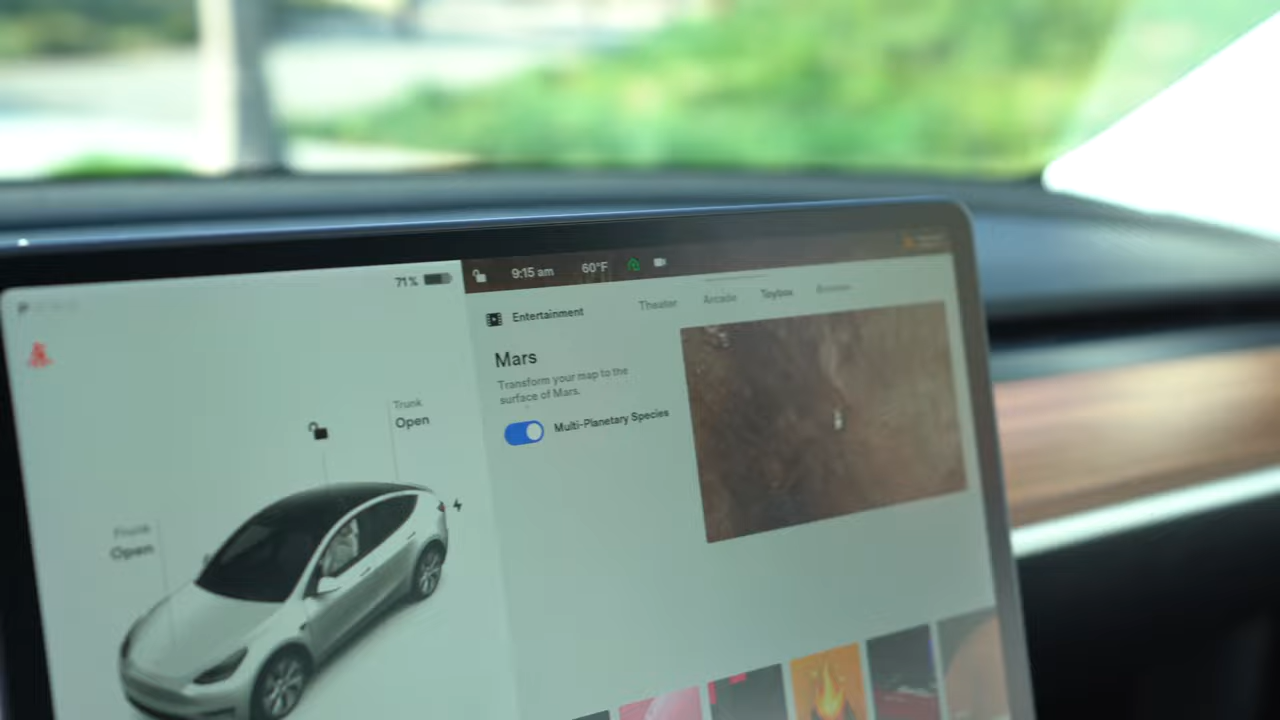 71%
9:15 am
60°F
Entertainment
Theater
Arcade
Toybox
Mars
Transform your map to the
surface of Mars.
Multi-Planetary Species
Trunk
Open
Frunk
Open